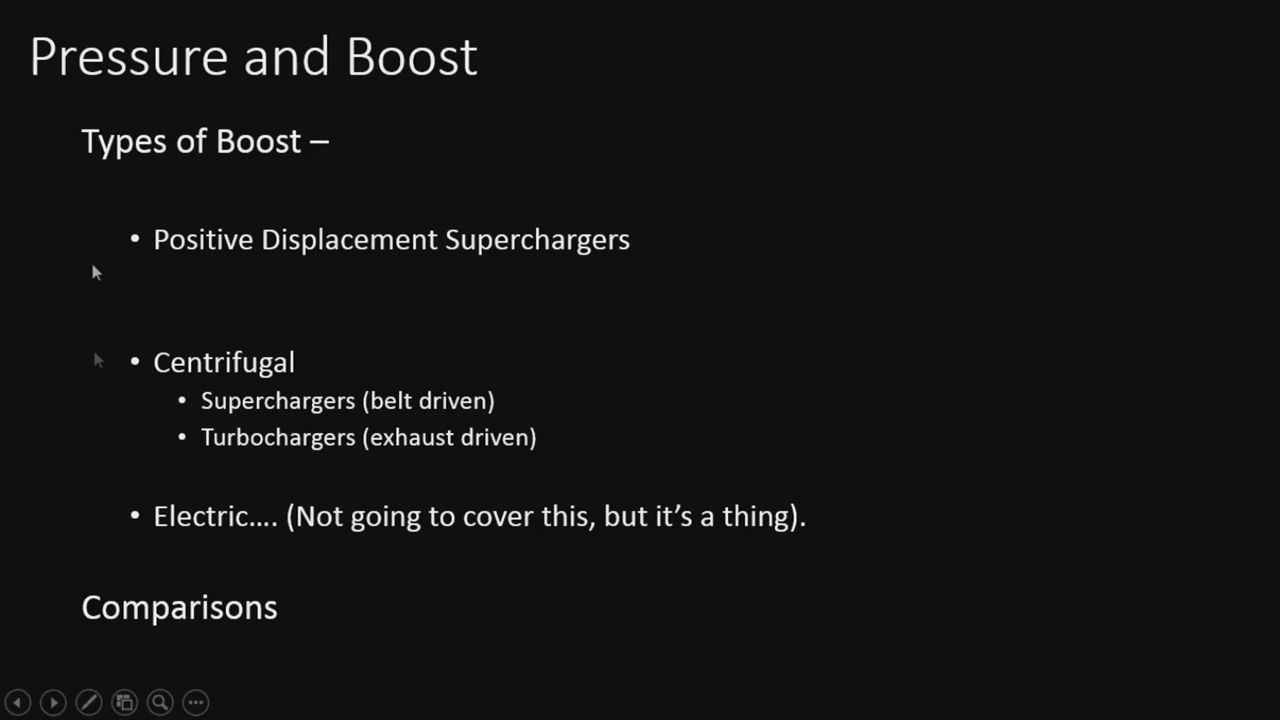 Pressure and Boost
Types of Boost –
• Positive Displacement Superchargers
• Centrifugal
• Superchargers (belt driven)
• Turbochargers (exhaust driven)
• Electric…. (Not going to cover this, but it’s a thing).
Comparisons